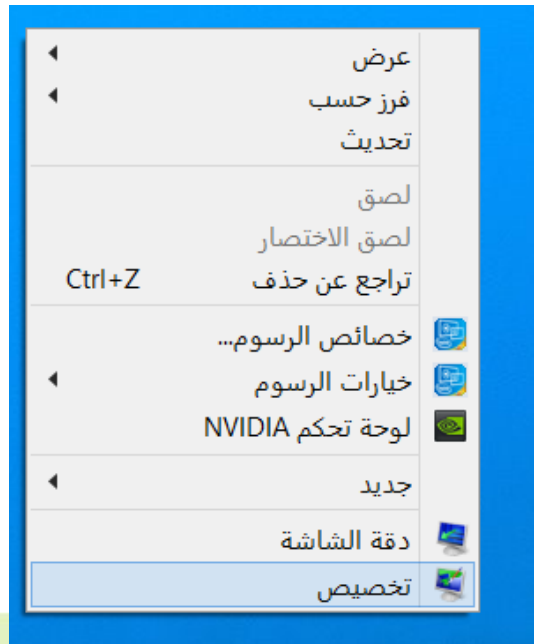 عرض
فرز حسب
تحديث
لصق
لصق الاختصار
تراجع عن حذف Ctrl+Z
خصائص الرسوم...
خيارات الرسوم
لوحة تحكم NVIDIA
جديد
دقة الشاشة
تخصيص